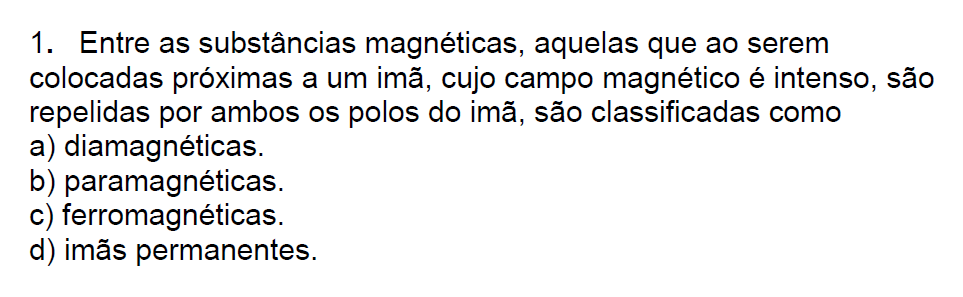 1. Entre as substâncias magnéticas, aquelas que ao serem
colocadas próximas a um imã, cujo campo magnético é intenso, são
repelidas por ambos os polos do imã, são classificadas como
a) diamagnéticas.
b) paramagnéticas.
c) ferromagnéticas.
d) imãs permanentes.